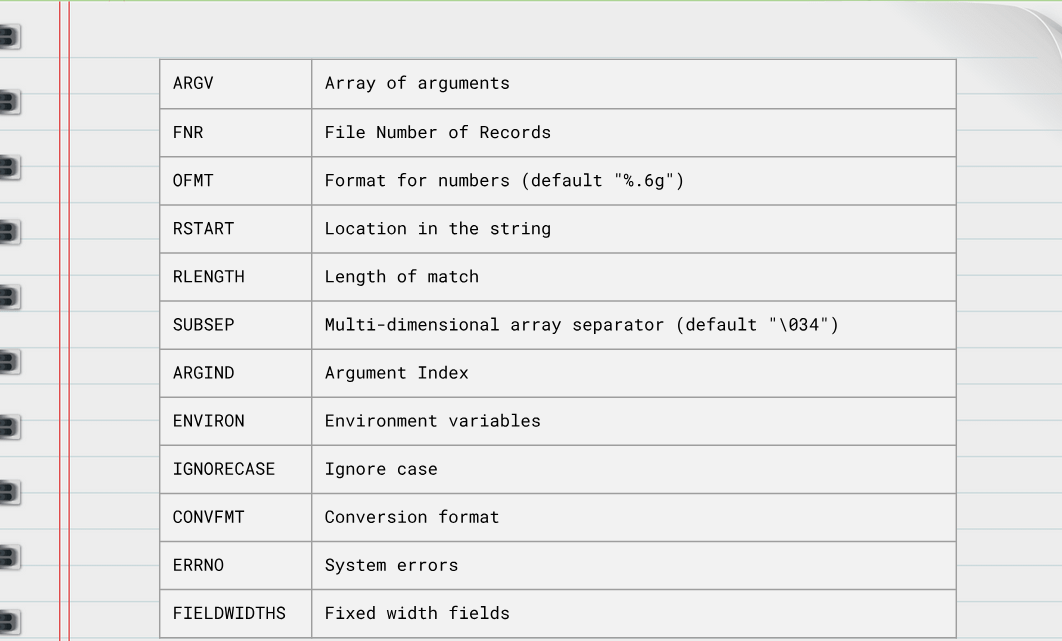 ARGV Array of arguments
FNR File Number of Records
OFMT Format for numbers (default "%.6g")
RSTART Location in the string
RLENGTH Length of match
SUBSEP Multi-dimensional array separator (default "\034")
ARGIND Argument Index
ENVIRON Environment variables
IGNORECASE Ignore case
CONVFMT Conversion format
ERRNO System errors
FIELDWIDTHS Fixed width fields